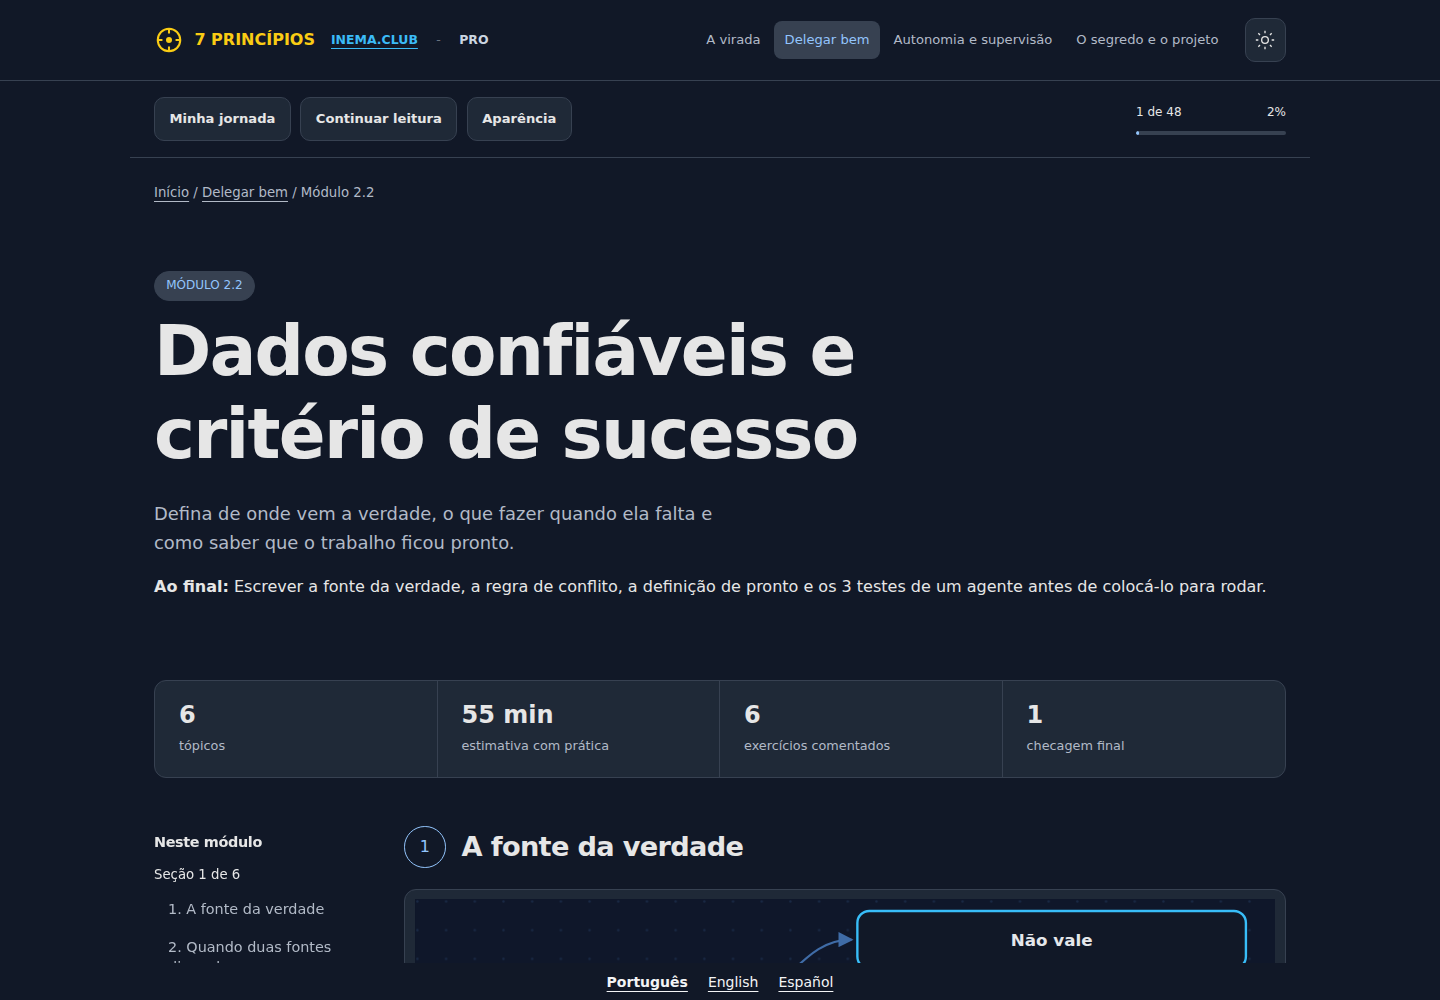 7 PRINCÍPIOS INEMA.CLUB - PRO
A virada Delegar bem Autonomia e supervisão O segredo e o projeto
Minha jornada Continuar leitura Aparência
1 de 48 2%
Início / Delegar bem / Módulo 2.2
MÓDULO 2.2
Dados confiáveis e
critério de sucesso
Defina de onde vem a verdade, o que fazer quando ela falta e
como saber que o trabalho ficou pronto.
Ao final: Escrever a fonte da verdade, a regra de conflito, a definição de pronto e os 3 testes de um agente antes de colocá-lo para rodar.
6
tópicos
55 min
estimativa com prática
6
exercícios comentados
1
checagem final
Neste módulo
Seção 1 de 6
1. A fonte da verdade
2. Quando duas fontes
1 A fonte da verdade
Não vale
Português English Español